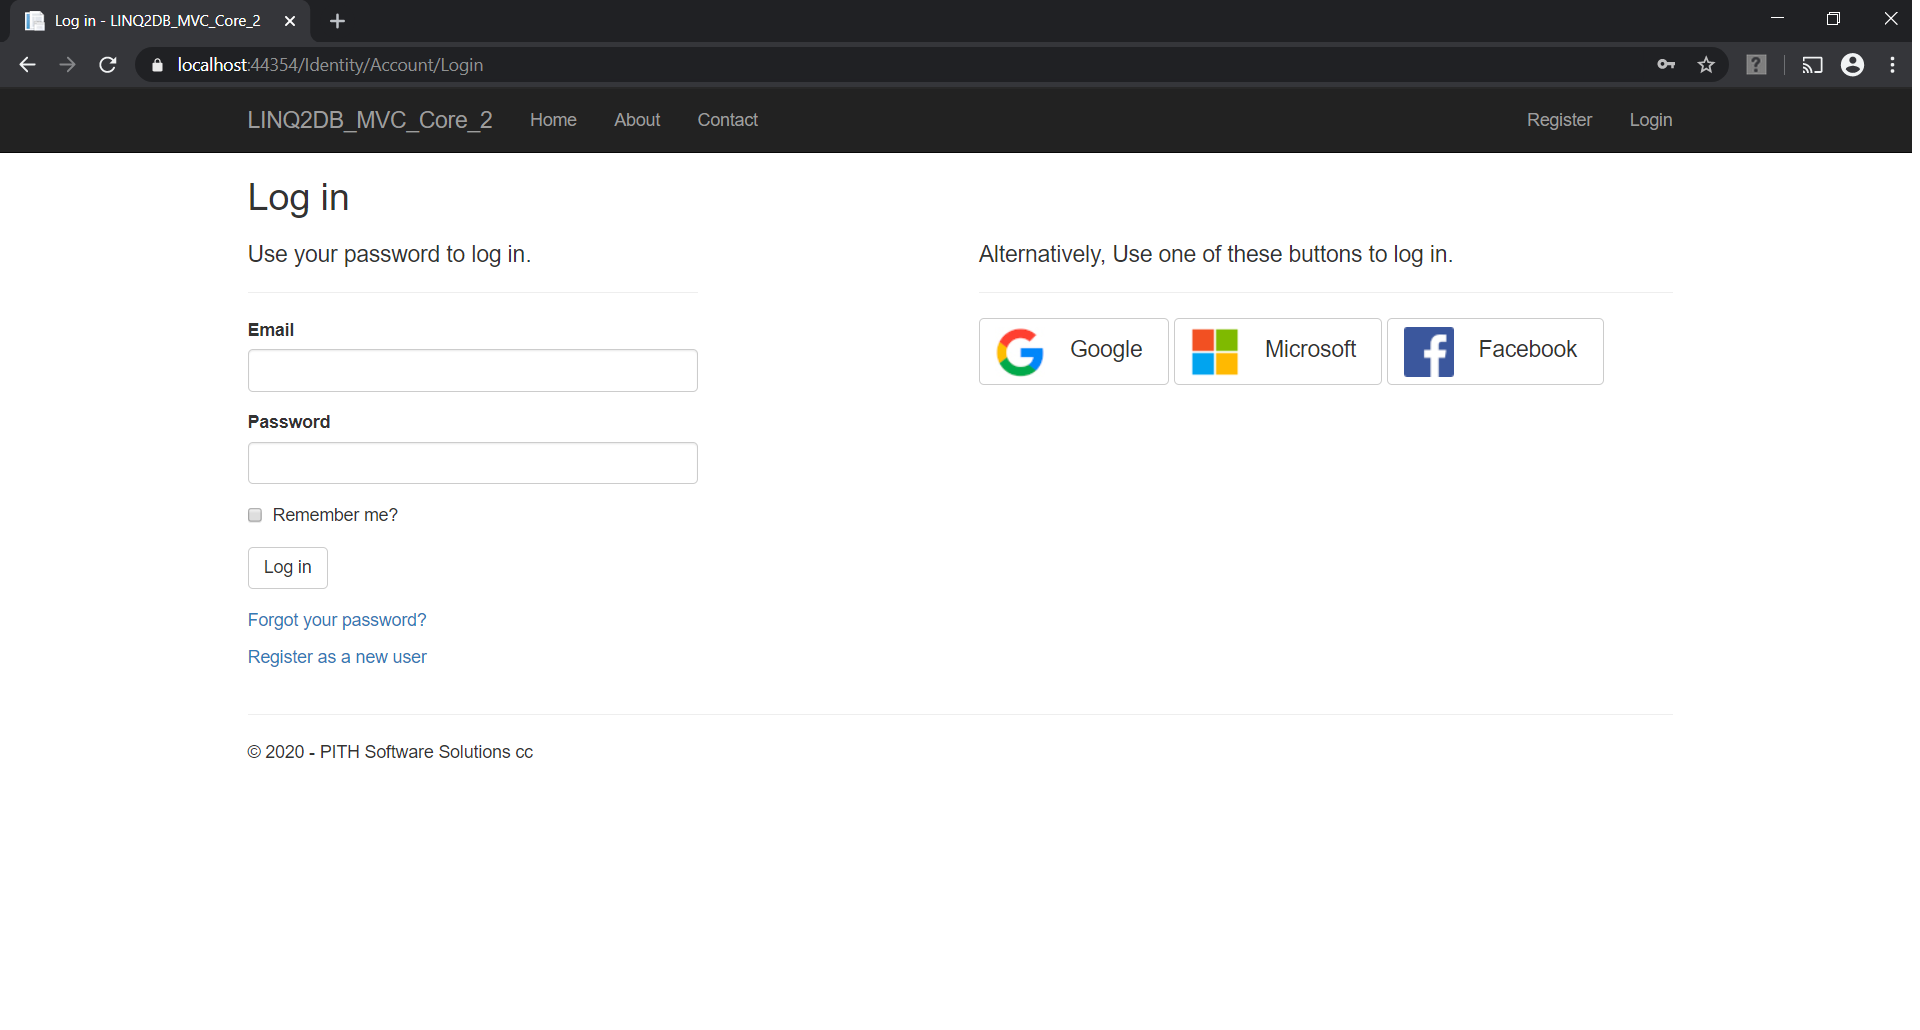 Log in - LINQ2DB_MVC_Core_2
localhost:44354/Identity/Account/Login
LINQ2DB_MVC_Core_2 Home About Contact Register Login
Log in
Use your password to log in.
Alternatively, Use one of these buttons to log in.
Email
Google Microsoft Facebook
Password
Remember me?
Log in
Forgot your password?
Register as a new user
© 2020 - PITH Software Solutions cc